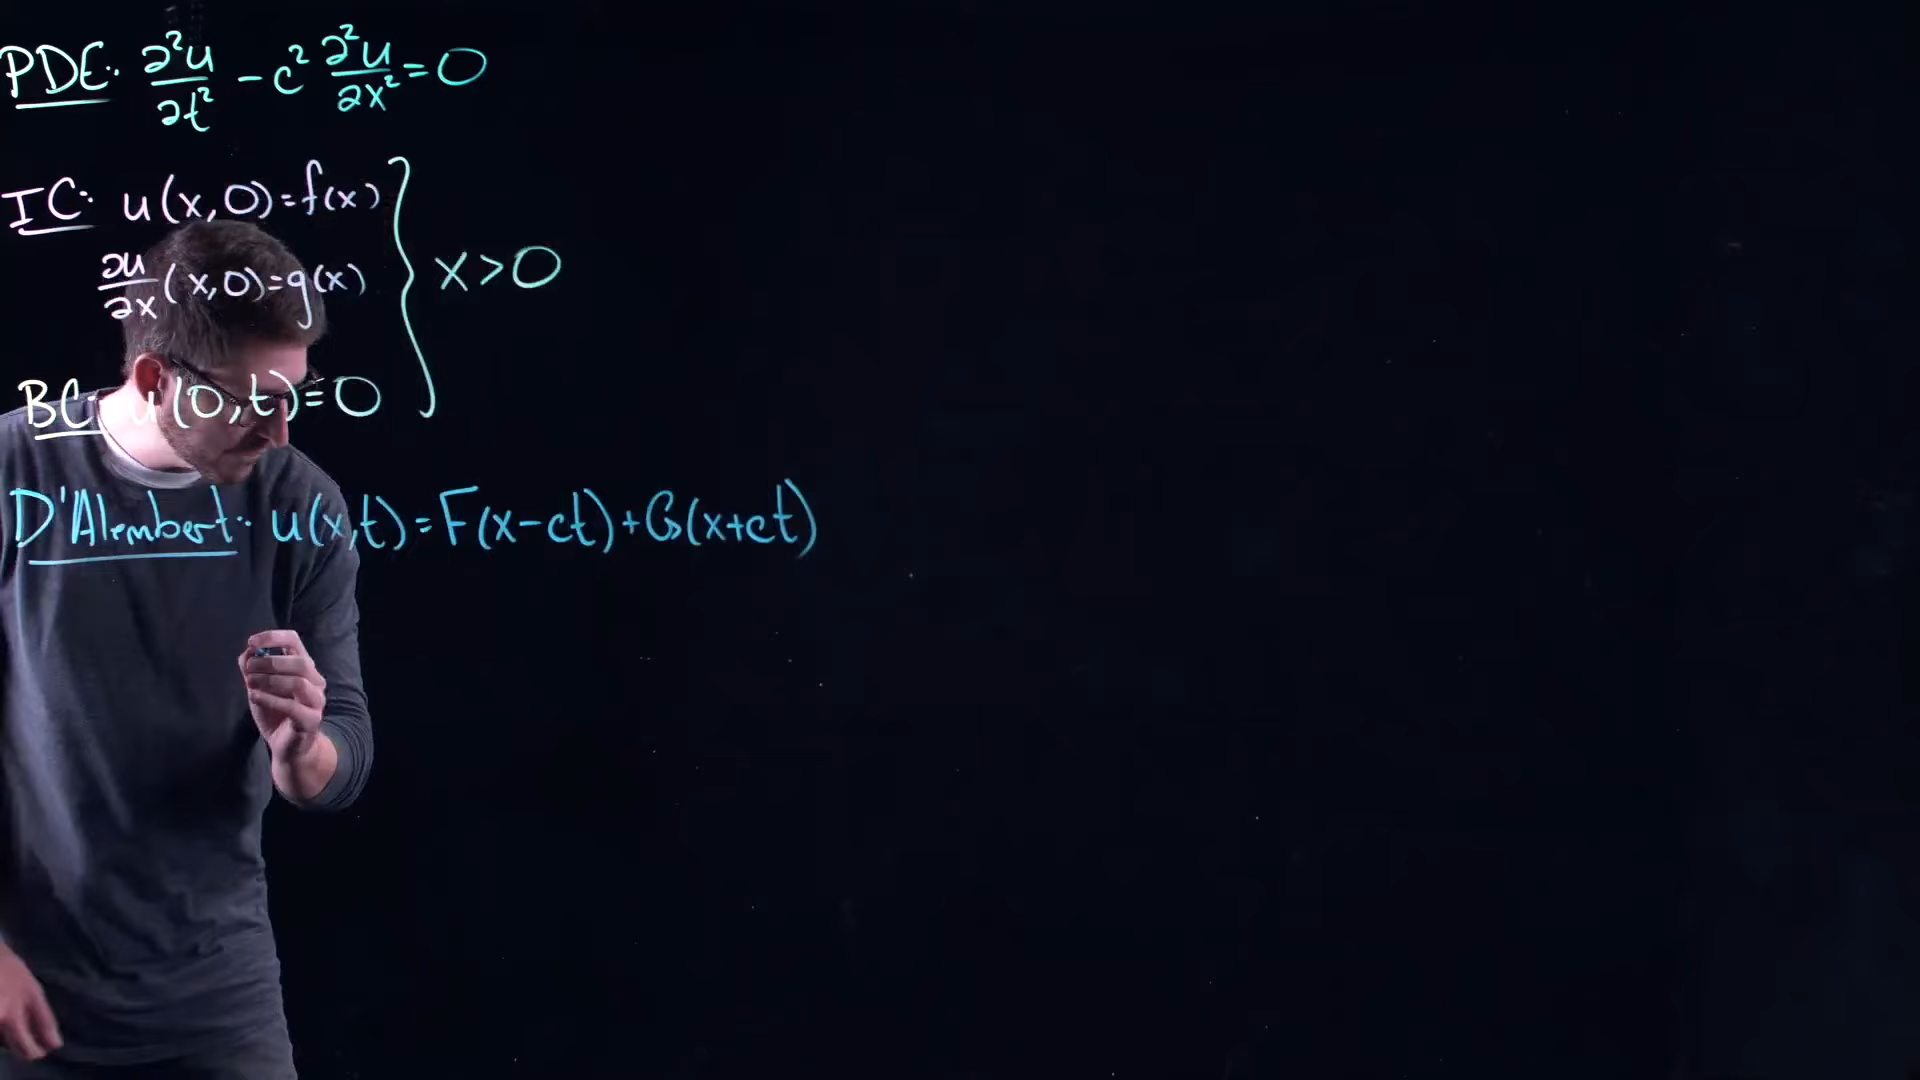 PDE: ∂²u/∂t² - c² ∂²u/∂x² = 0
IC: u(x,0)=f(x)
∂u/∂x (x,0)=g(x) } x>0
BC: u(0,t)=0
D'Alembert: u(x,t)=F(x-ct)+G(x+ct)